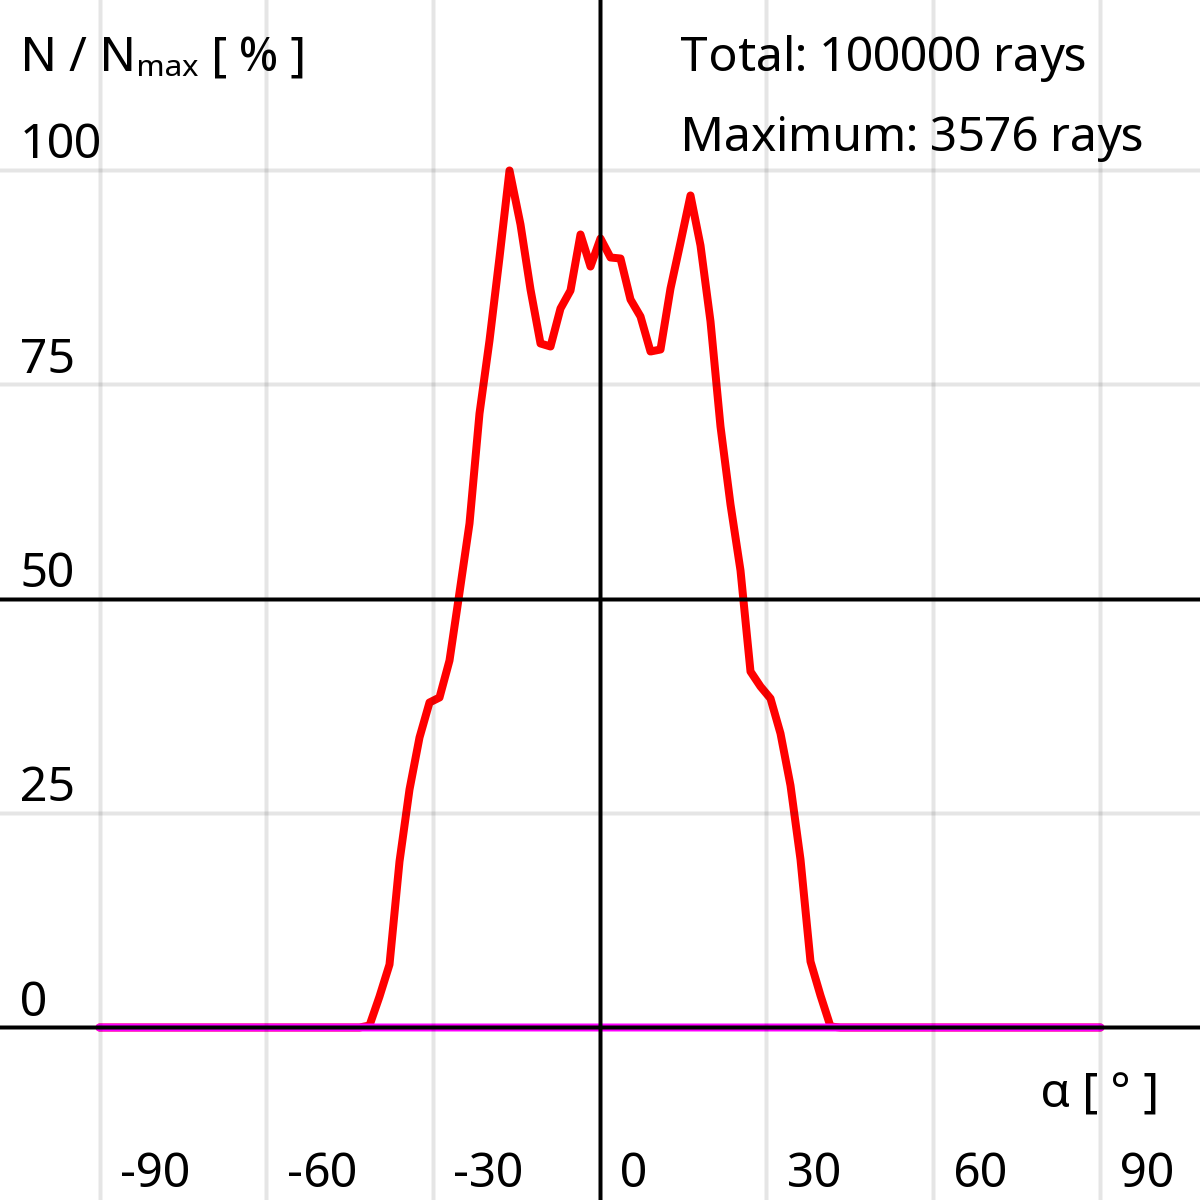 N / Nmax [ % ]
Total: 100000 rays
Maximum: 3576 rays
100
75
50
25
0
α [ ° ]
-90 -60 -30 0 30 60 90